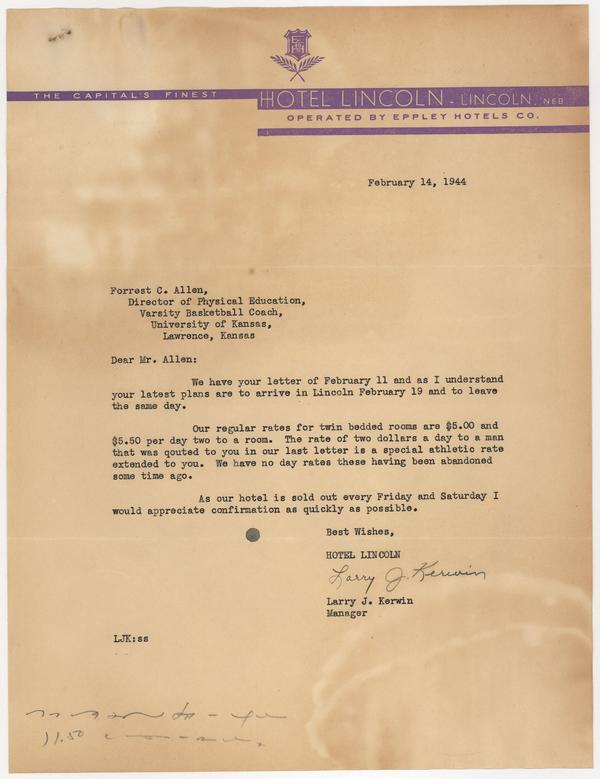 THE CAPITAL'S FINEST
HOTEL LINCOLN - LINCOLN, NEB
OPERATED BY EPPLEY HOTELS CO.
February 14, 1944
Forrest C. Allen,
Director of Physical Education,
Varsity Basketball Coach,
University of Kansas,
Lawrence, Kansas
Dear Mr. Allen:
We have your letter of February 11 and as I understand
your latest plans are to arrive in Lincoln February 19 and to leave
the same day.
Our regular rates for twin bedded rooms are $5.00 and
$5.50 per day two to a room. The rate of two dollars a day to a man
that was qouted to you in our last letter is a special athletic rate
extended to you. We have no day rates these having been abandoned
some time ago.
As our hotel is sold out every Friday and Saturday I
would appreciate confirmation as quickly as possible.
Best Wishes,
HOTEL LINCOLN
Larry J. Kerwin
Larry J. Kerwin
Manager
LJK:ss
11.50